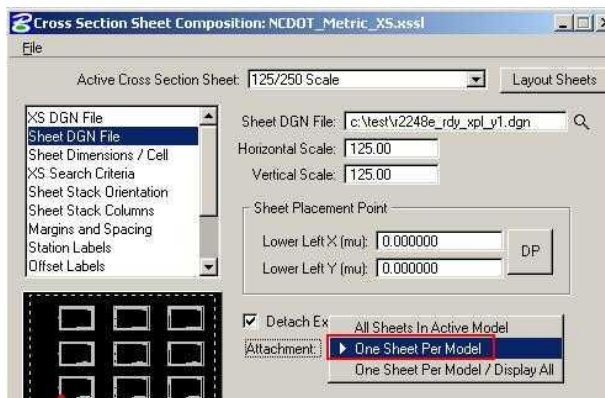 Cross Section Sheet Composition: NCDOT_Metric_XS.xssl
File
Active Cross Section Sheet: 125/250 Scale
Layout Sheets
XS DGN File
Sheet DGN File
Sheet Dimensions / Cell
XS Search Criteria
Sheet Stack Orientation
Sheet Stack Columns
Margins and Spacing
Station Labels
Offset Labels
Sheet DGN File: c:\test\r2248e_rdy_xpl_y1.dgn
Horizontal Scale: 125.00
Vertical Scale: 125.00
Sheet Placement Point
Lower Left X (mu): 0.000000
Lower Left Y (mu): 0.000000
DP
Detach Ex
Attachment:
All Sheets In Active Model
One Sheet Per Model
One Sheet Per Model / Display All